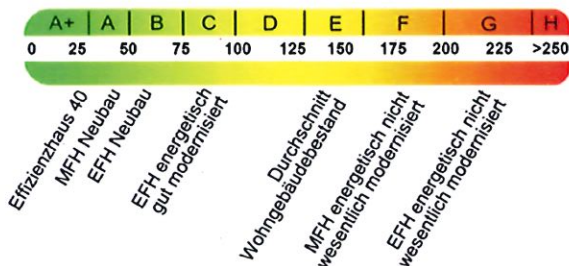 A+ A B C D E F G H
0 25 50 75 100 125 150 175 200 225 >250
Effizienzhaus 40
MFH Neubau
EFH Neubau
EFH energetisch
gut modernisiert
Durchschnitt
Wohngebäudebestand
MFH energetisch nicht
wesentlich modernisiert
EFH energetisch nicht
wesentlich modernisiert